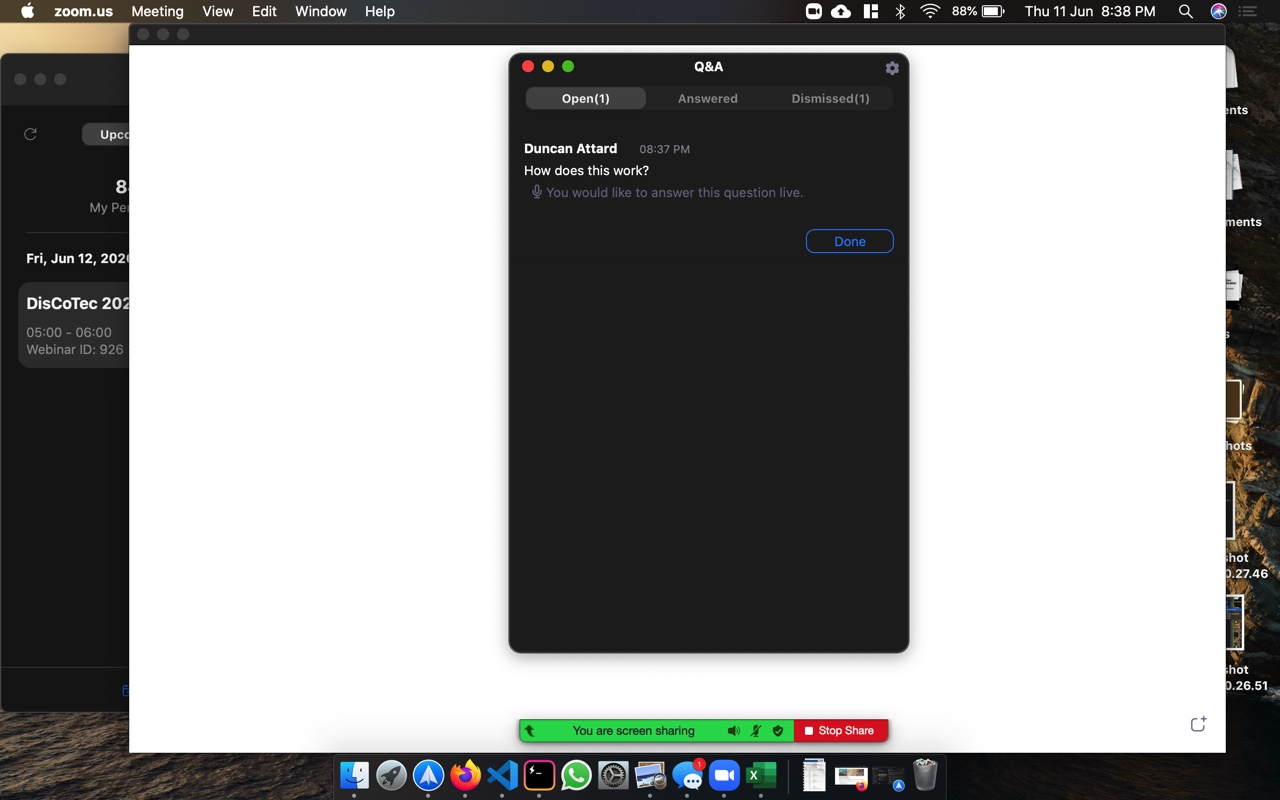 zoom.us Meeting View Edit Window Help 88% Thu 11 Jun 8:38 PM
Q&A
Open(1) Answered Dismissed(1)
Duncan Attard 08:37 PM
How does this work?
You would like to answer this question live.
Done
Upco
My Per
Fri, Jun 12, 2020
DisCoTec 202
05:00 - 06:00
Webinar ID: 926
ents
ments
s
hots
shot
0.27.46
shot
0.26.51
You are screen sharing Stop Share
1
X